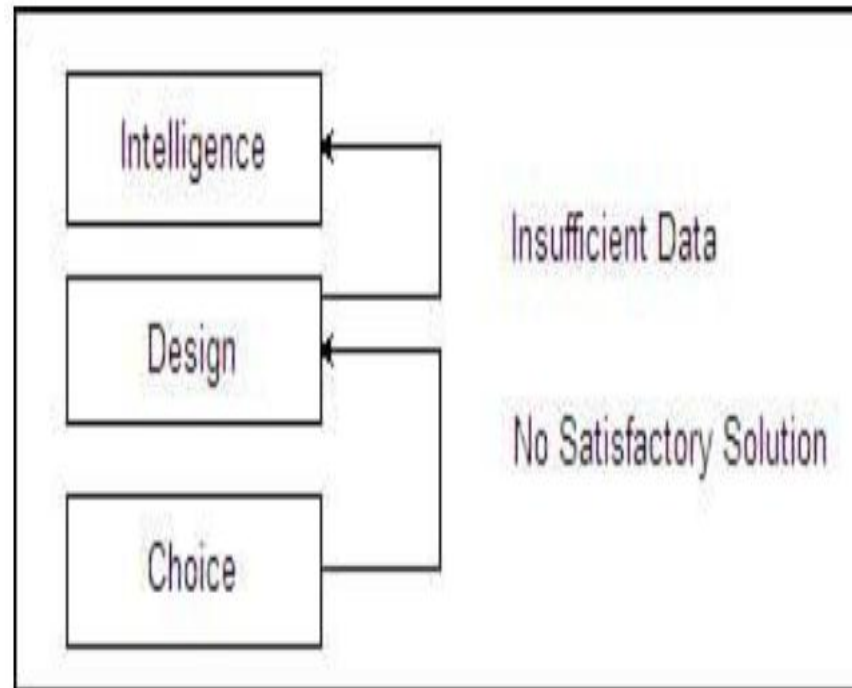 Intelligence
Insufficient Data
Design
No Satisfactory Solution
Choice